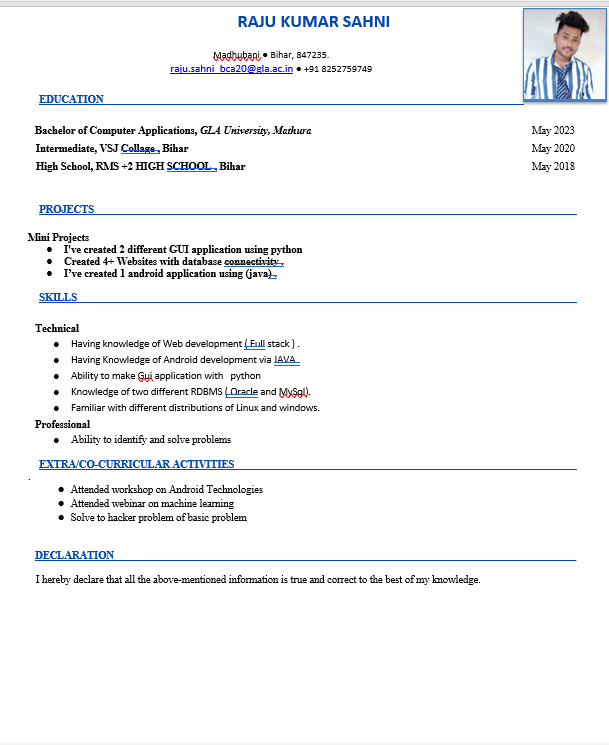 RAJU KUMAR SAHNI
Madhubani ● Bihar, 847235.
raju.sahni_bca20@gla.ac.in ● +91 8252759749
EDUCATION
Bachelor of Computer Applications, GLA University, Mathura May 2023
Intermediate, VSJ Collage , Bihar May 2020
High School, RMS +2 HIGH SCHOOL , Bihar May 2018
PROJECTS
Mini Projects
● I've created 2 different GUI application using python
● Created 4+ Websites with database connectivity .
● I've created 1 android application using (java) .
SKILLS
Technical
● Having knowledge of Web development ( Full stack ) .
● Having Knowledge of Android development via JAVA .
● Ability to make Gui application with python
● Knowledge of two different RDBMS ( Oracle and MySql).
● Familiar with different distributions of Linux and windows.
Professional
● Ability to identify and solve problems
EXTRA/CO-CURRICULAR ACTIVITIES
.
● Attended workshop on Android Technologies
● Attended webinar on machine learning
● Solve to hacker problem of basic problem
DECLARATION
I hereby declare that all the above-mentioned information is true and correct to the best of my knowledge.